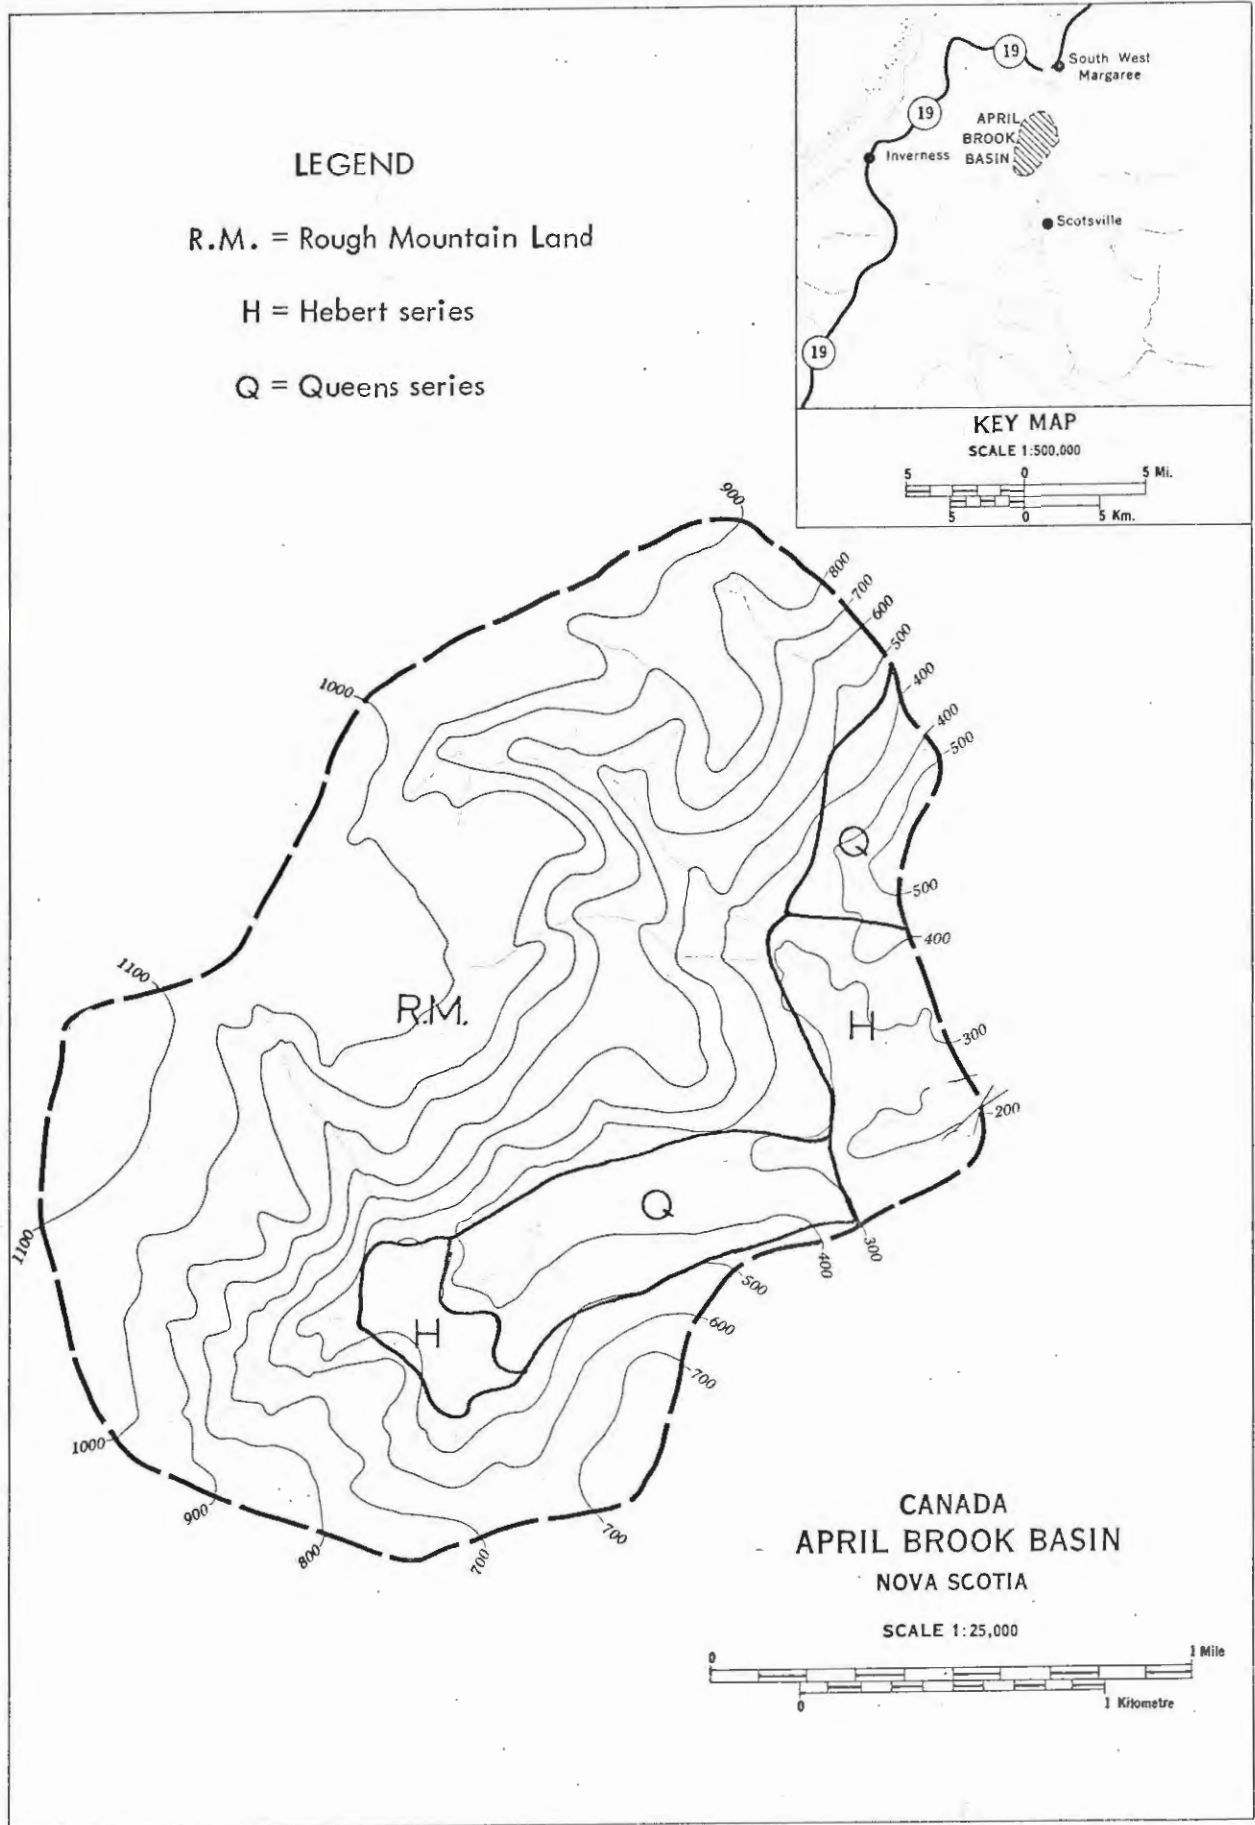 LEGEND
R.M. = Rough Mountain Land
H = Hebert series
Q = Queens series
19
South West
Margaree
19
APRIL
BROOK
BASIN
Inverness
Scotsville
19
KEY MAP
SCALE 1:500,000
5 0 5 Mi.
5 0 5 Km.
900
800
700
600
500
400
400
500
1000
Q
500
400
1100
R.M.
H
300
200
Q
1100
300
400
500
600
H
700
1000
900
800
700
700
CANADA
APRIL BROOK BASIN
NOVA SCOTIA
SCALE 1:25,000
0 1 Mile
0 1 Kilometre